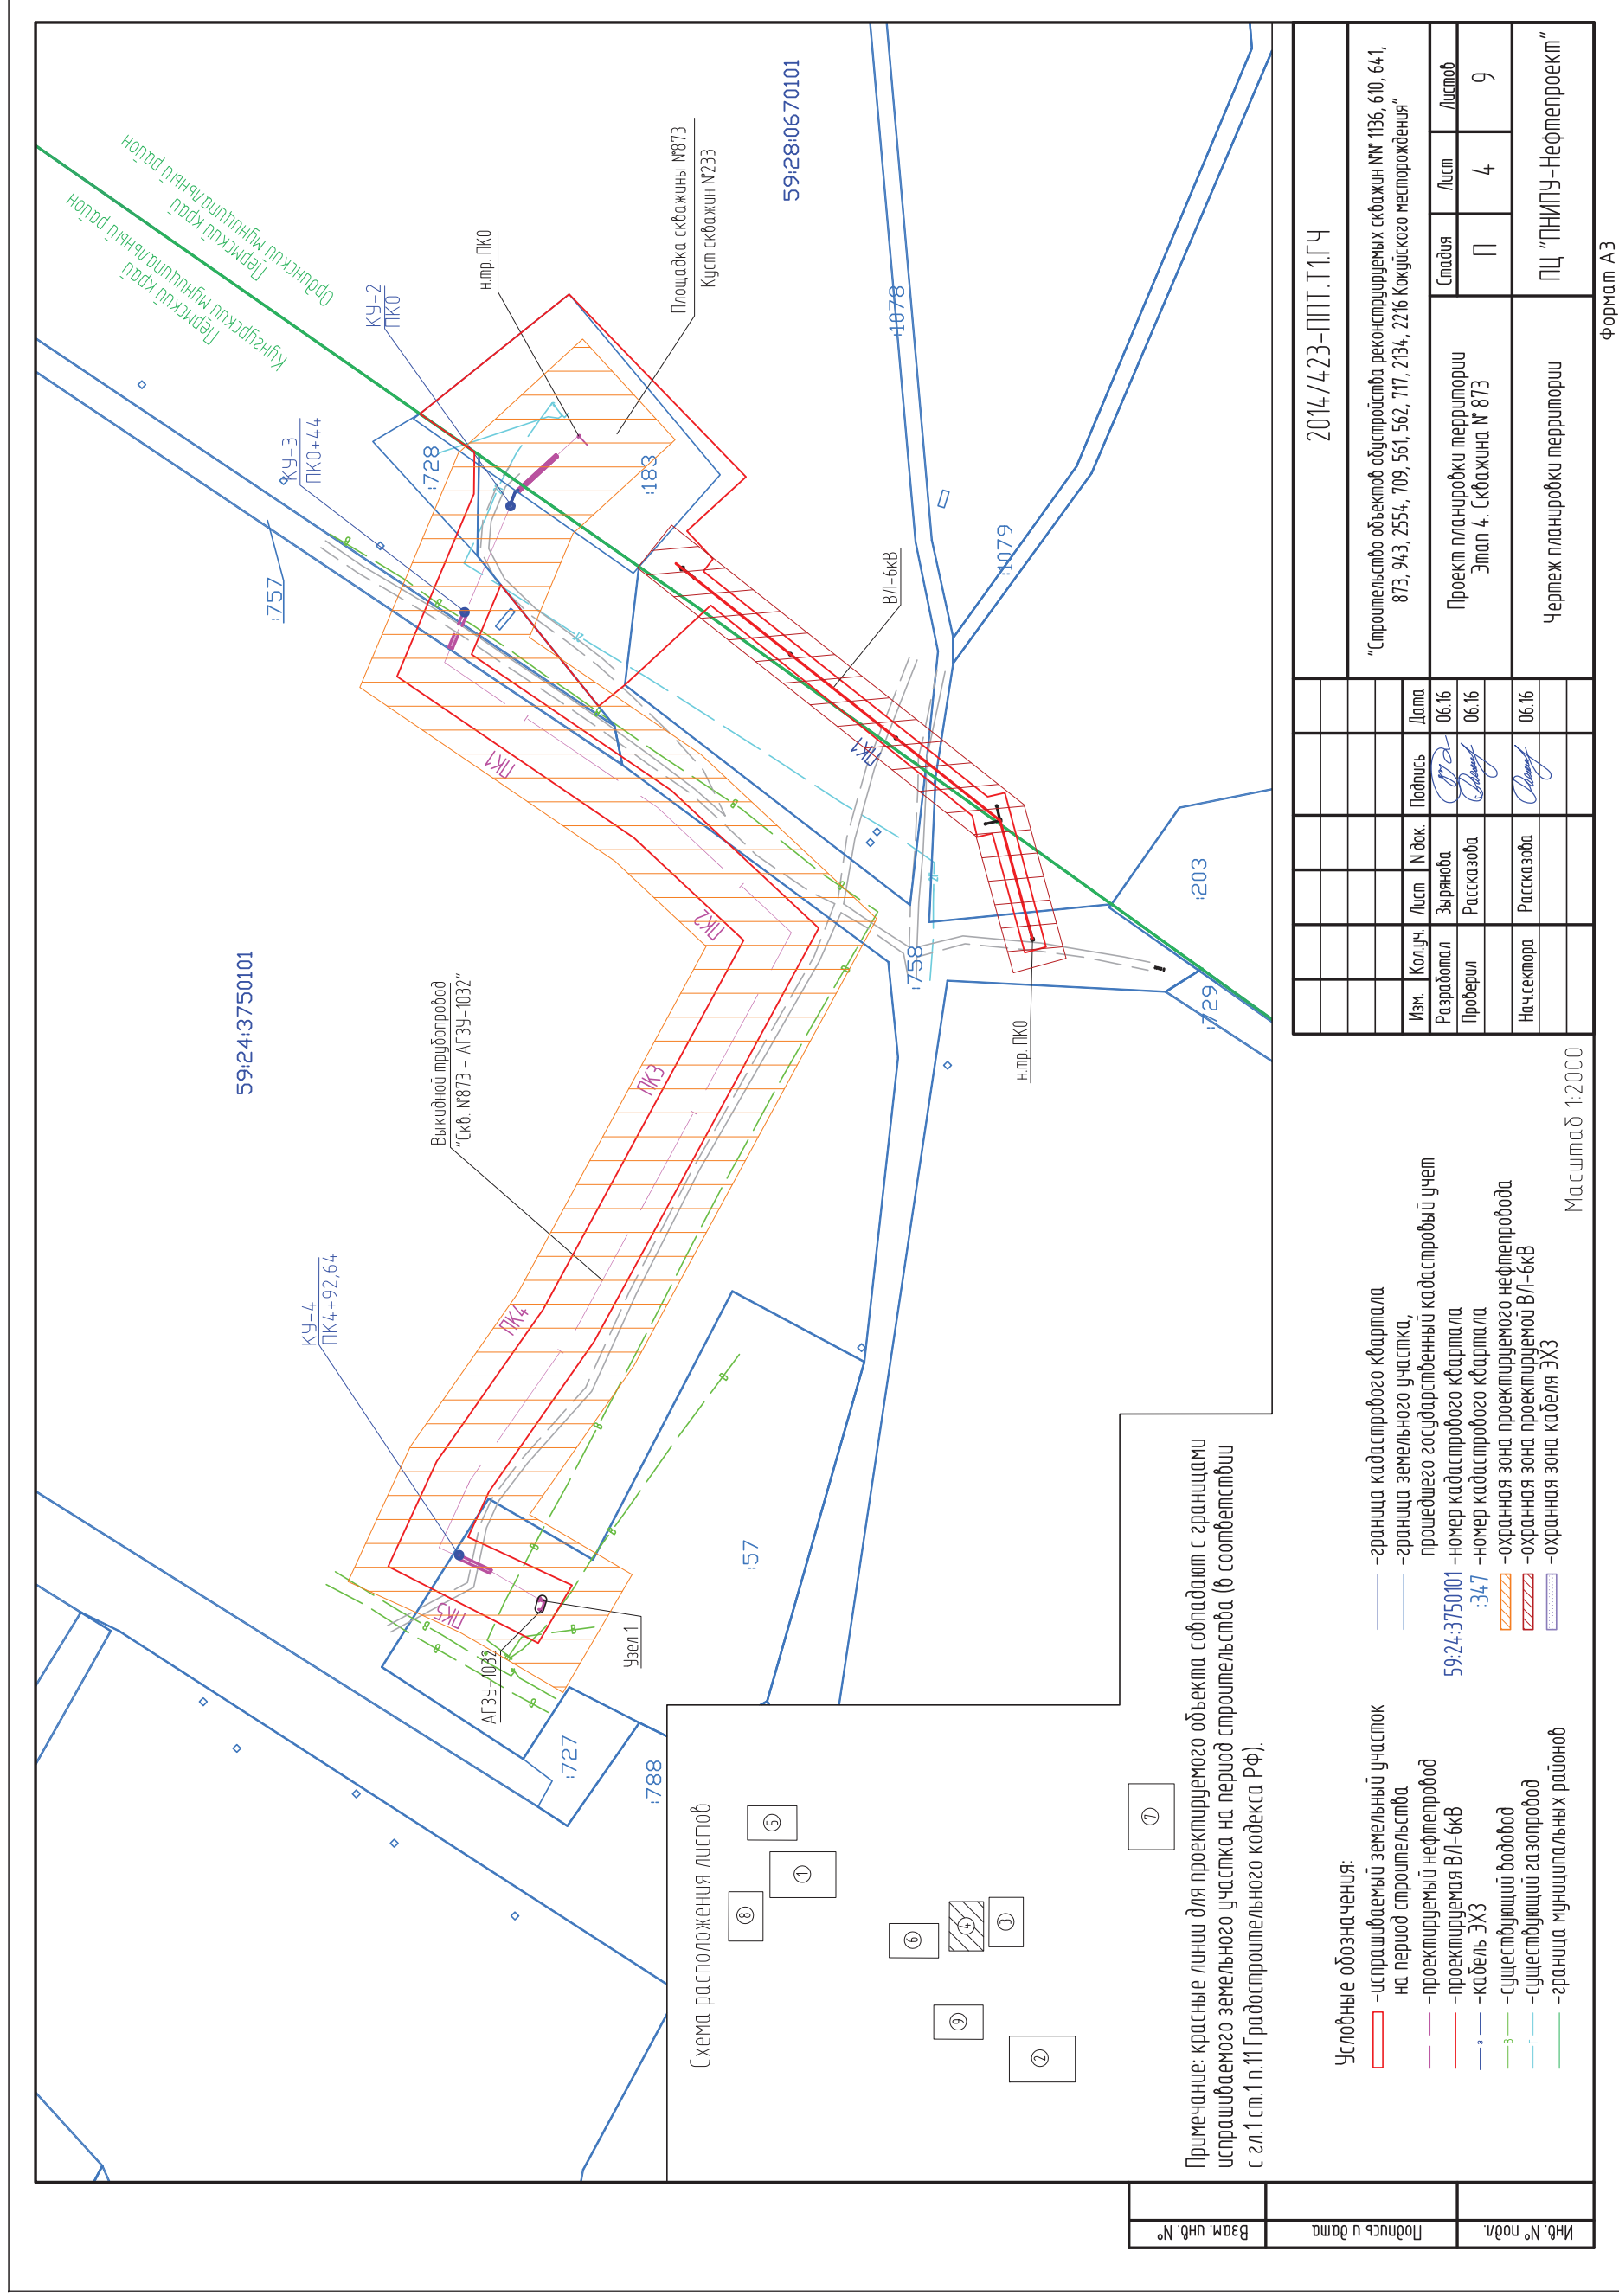 Кунгурский муниципальный район
Пермский край
Ординский муниципальный район
Пермский край
59:28:0670101
59:24:3750101
КУ-2
ПК0
КУ-3
ПК0+44
КУ-4
ПК4+92,64
н.тр. ПК0
Площадка скважины №873
Куст скважин №233
:728
:183
:757
:1078
:1079
ВЛ-6кВ
ПК1
ПК1
ПК2
ПК3
ПК4
ПК5
Выкидной трубопровод
"Скв. №873 - АГЗУ-1032"
:758
:203
:729
н.тр. ПК0
:57
АГЗУ-1032
Узел 1
:727
:788
Схема расположения листов
8
5
1
6
4
3
9
2
7
Примечание: красные линии для проектируемого объекта совпадают с границами
испрашиваемого земельного участка на период строительства (в соответствии
с гл.1 ст.1 п.11 Градостроительного кодекса РФ).
Условные обозначения:
-испрашиваемый земельный участок
на период строительства
-проектируемый нефтепровод
-проектируемая ВЛ-6кВ
-кабель ЭХЗ
-существующий водовод
-существующий газопровод
-граница муниципальных районов
-граница кадастрового квартала
-граница земельного участка,
прошедшего государственный кадастровый учет
59:24:3750101 -номер кадастрового квартала
:347 -номер кадастрового квартала
-охранная зона проектируемого нефтепровода
-охранная зона проектируемой ВЛ-6кВ
-охранная зона кабеля ЭХЗ
Масштаб 1:2000
2014/423-ППТ.Т1.ГЧ
"Строительство объектов обустройства реконструируемых скважин №№ 1136, 610, 641,
873, 943, 2554, 709, 561, 562, 717, 2134, 2216 Кокуйского месторождения"
Изм. Кол.уч. Лист N док. Подпись Дата
Разработал Зырянова 06.16
Проверил Рассказова 06.16
Нач.сектора Рассказова 06.16
Проект планировки территории
Этап 4. Скважина № 873
Стадия Лист Листов
П 4 9
Чертеж планировки территории
ПЦ "ПНИПУ-Нефтепроект"
Формат А3
Взам. инв. №
Подпись и дата
Инв. № подл.